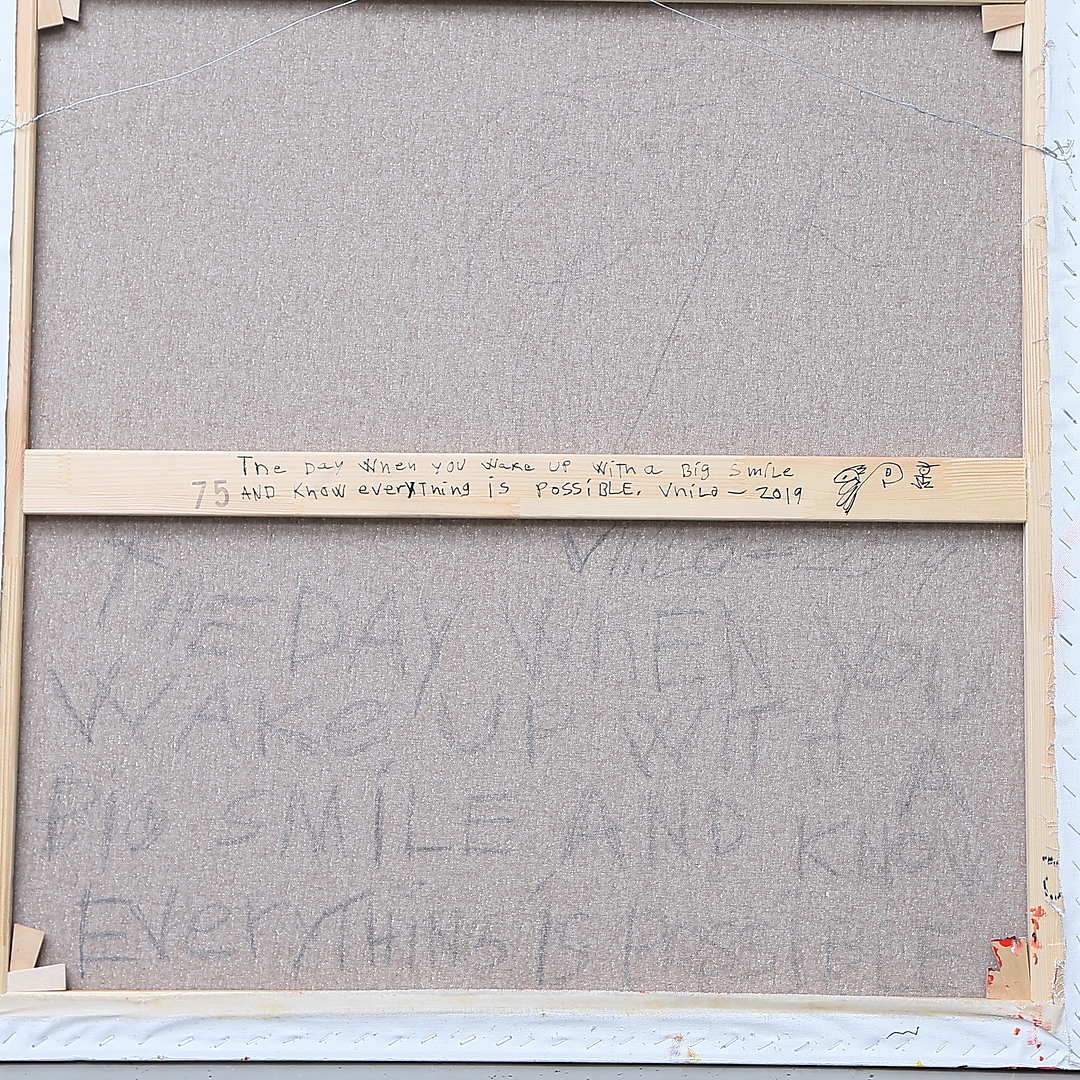 The Day When you Wake UP With a Big Smile
75 AND Know everyThing is PossiBLE. VniLo – 2019
THE DAY WHEN YOU
WAKe UP WITH A
BIG SMILE AND KNOW
EVerYTHING IS POSSIBLE